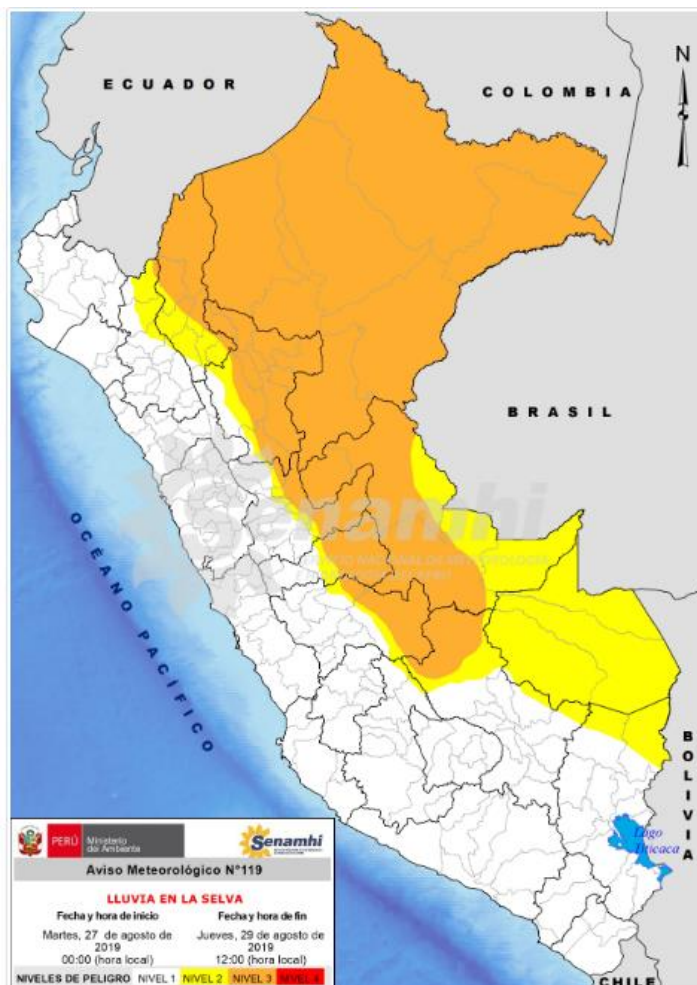 ECUADOR
COLOMBIA
N
BRASIL
Senamhi
OCÉANO PACÍFICO
BOLIVIA
Lago
Titicaca
CHILE
PERÚ Ministerio
del Ambiente
Senamhi
Aviso Meteorológico N°119
LLUVIA EN LA SELVA
Fecha y hora de inicio Fecha y hora de fin
Martes, 27 de agosto de Jueves, 29 de agosto de
2019 2019
00:00 (hora local) 12:00 (hora local)
NIVELES DE PELIGRO NIVEL 1 NIVEL 2 NIVEL 3 NIVEL 4